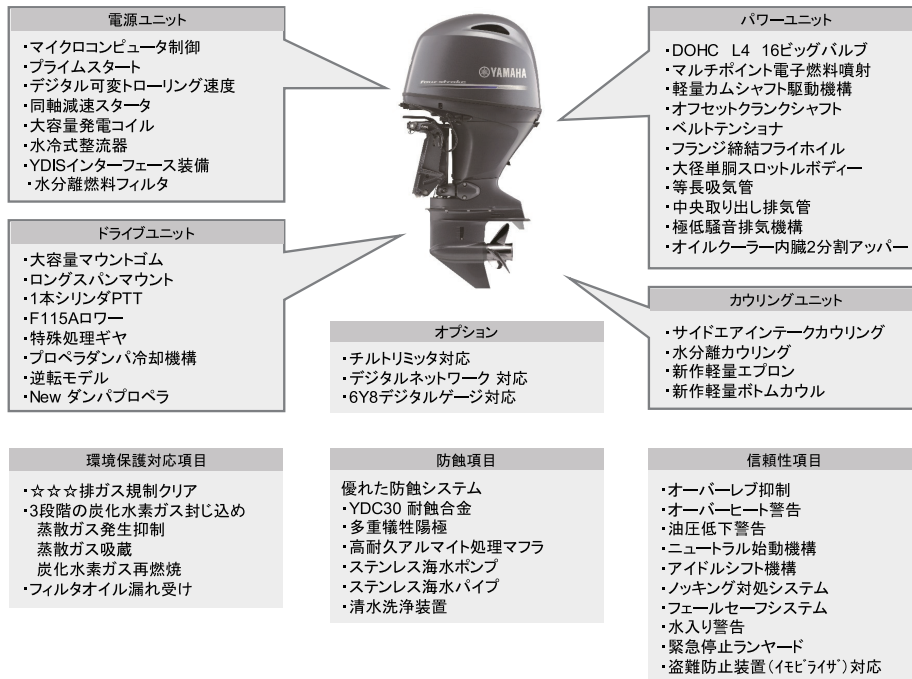 電源ユニット
・マイクロコンピュータ制御
・プライムスタート
・デジタル可変トローリング速度
・同軸減速スタータ
・大容量発電コイル
・水冷式整流器
・YDISインターフェース装備
・水分離燃料フィルタ
YAMAHA
パワーユニット
・DOHC L4 16ビッグバルブ
・マルチポイント電子燃料噴射
・軽量カムシャフト駆動機構
・オフセットクランクシャフト
・ベルトテンショナ
・フランジ締結フライホイル
・大径単胴スロットルボディー
・等長吸気管
・中央取り出し排気管
・極低騒音排気機構
・オイルクーラー内臓2分割アッパー
ドライブユニット
・大容量マウントゴム
・ロングスパンマウント
・1本シリンダPTT
・F115Aロワー
・特殊処理ギヤ
・プロペラダンパ冷却機構
・逆転モデル
・New ダンパプロペラ
オプション
・チルトリミッタ対応
・デジタルネットワーク 対応
・6Y8デジタルゲージ対応
カウリングユニット
・サイドエアインテークカウリング
・水分離カウリング
・新作軽量エプロン
・新作軽量ボトムカウル
環境保護対応項目
・☆☆☆排ガス規制クリア
・3段階の炭化水素ガス封じ込め
蒸散ガス発生抑制
蒸散ガス吸蔵
炭化水素ガス再燃焼
・フィルタオイル漏れ受け
防蝕項目
優れた防蝕システム
・YDC30 耐蝕合金
・多重犠牲陽極
・高耐久アルマイト処理マフラ
・ステンレス海水ポンプ
・ステンレス海水パイプ
・清水洗浄装置
信頼性項目
・オーバーレブ抑制
・オーバーヒート警告
・油圧低下警告
・ニュートラル始動機構
・アイドルシフト機構
・ノッキング対処システム
・フェールセーフシステム
・水入り警告
・緊急停止ランヤード
・盗難防止装置(ｲﾓﾋﾞﾗｲｻﾞ)対応